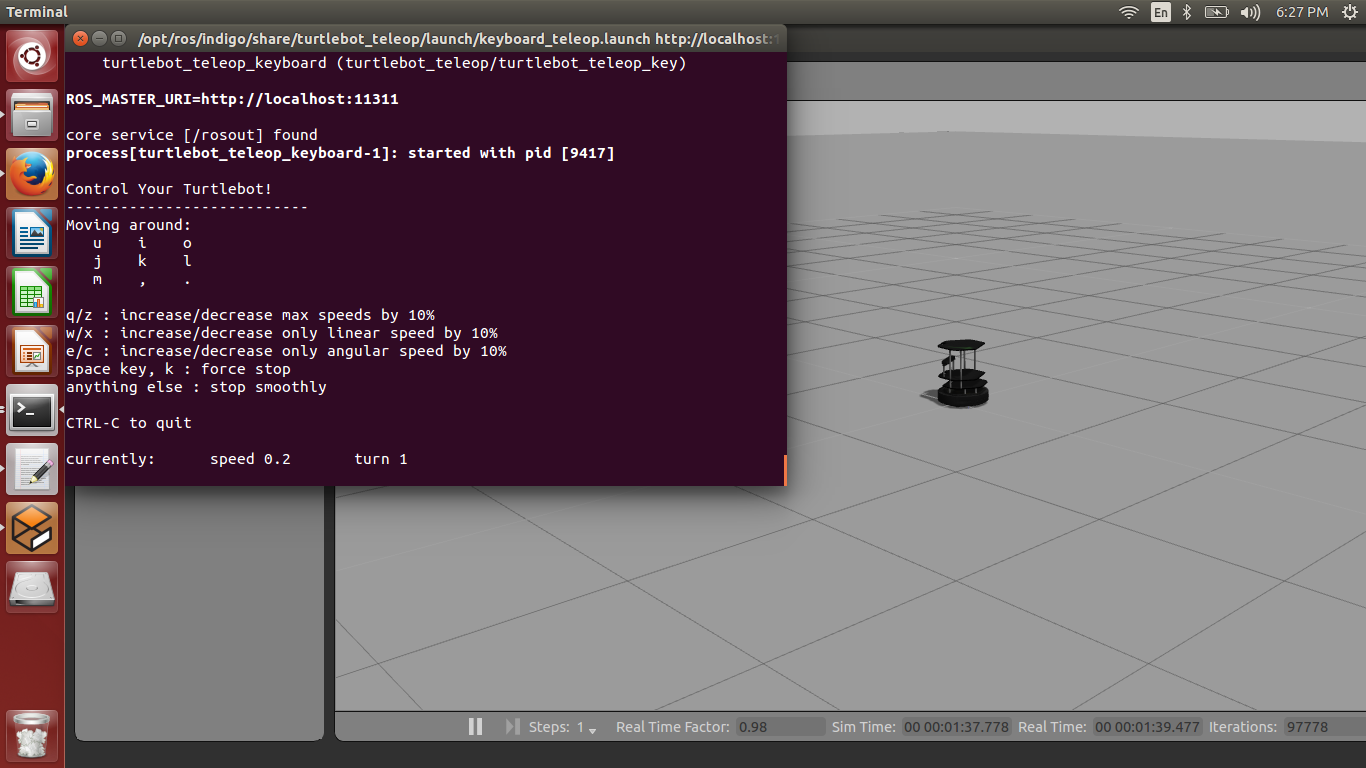 Terminal
En
6:27 PM
/opt/ros/indigo/share/turtlebot_teleop/launch/keyboard_teleop.launch http://localhost:1
turtlebot_teleop_keyboard (turtlebot_teleop/turtlebot_teleop_key)
ROS_MASTER_URI=http://localhost:11311
core service [/rosout] found
process[turtlebot_teleop_keyboard-1]: started with pid [9417]
Control Your Turtlebot!
---------------------------
Moving around:
u    i    o
j    k    l
m    ,    .
q/z : increase/decrease max speeds by 10%
w/x : increase/decrease only linear speed by 10%
e/c : increase/decrease only angular speed by 10%
space key, k : force stop
anything else : stop smoothly
CTRL-C to quit
currently:      speed 0.2       turn 1
Steps: 1 Real Time Factor: 0.98 Sim Time: 00 00:01:37.778 Real Time: 00 00:01:39.477 Iterations: 97778